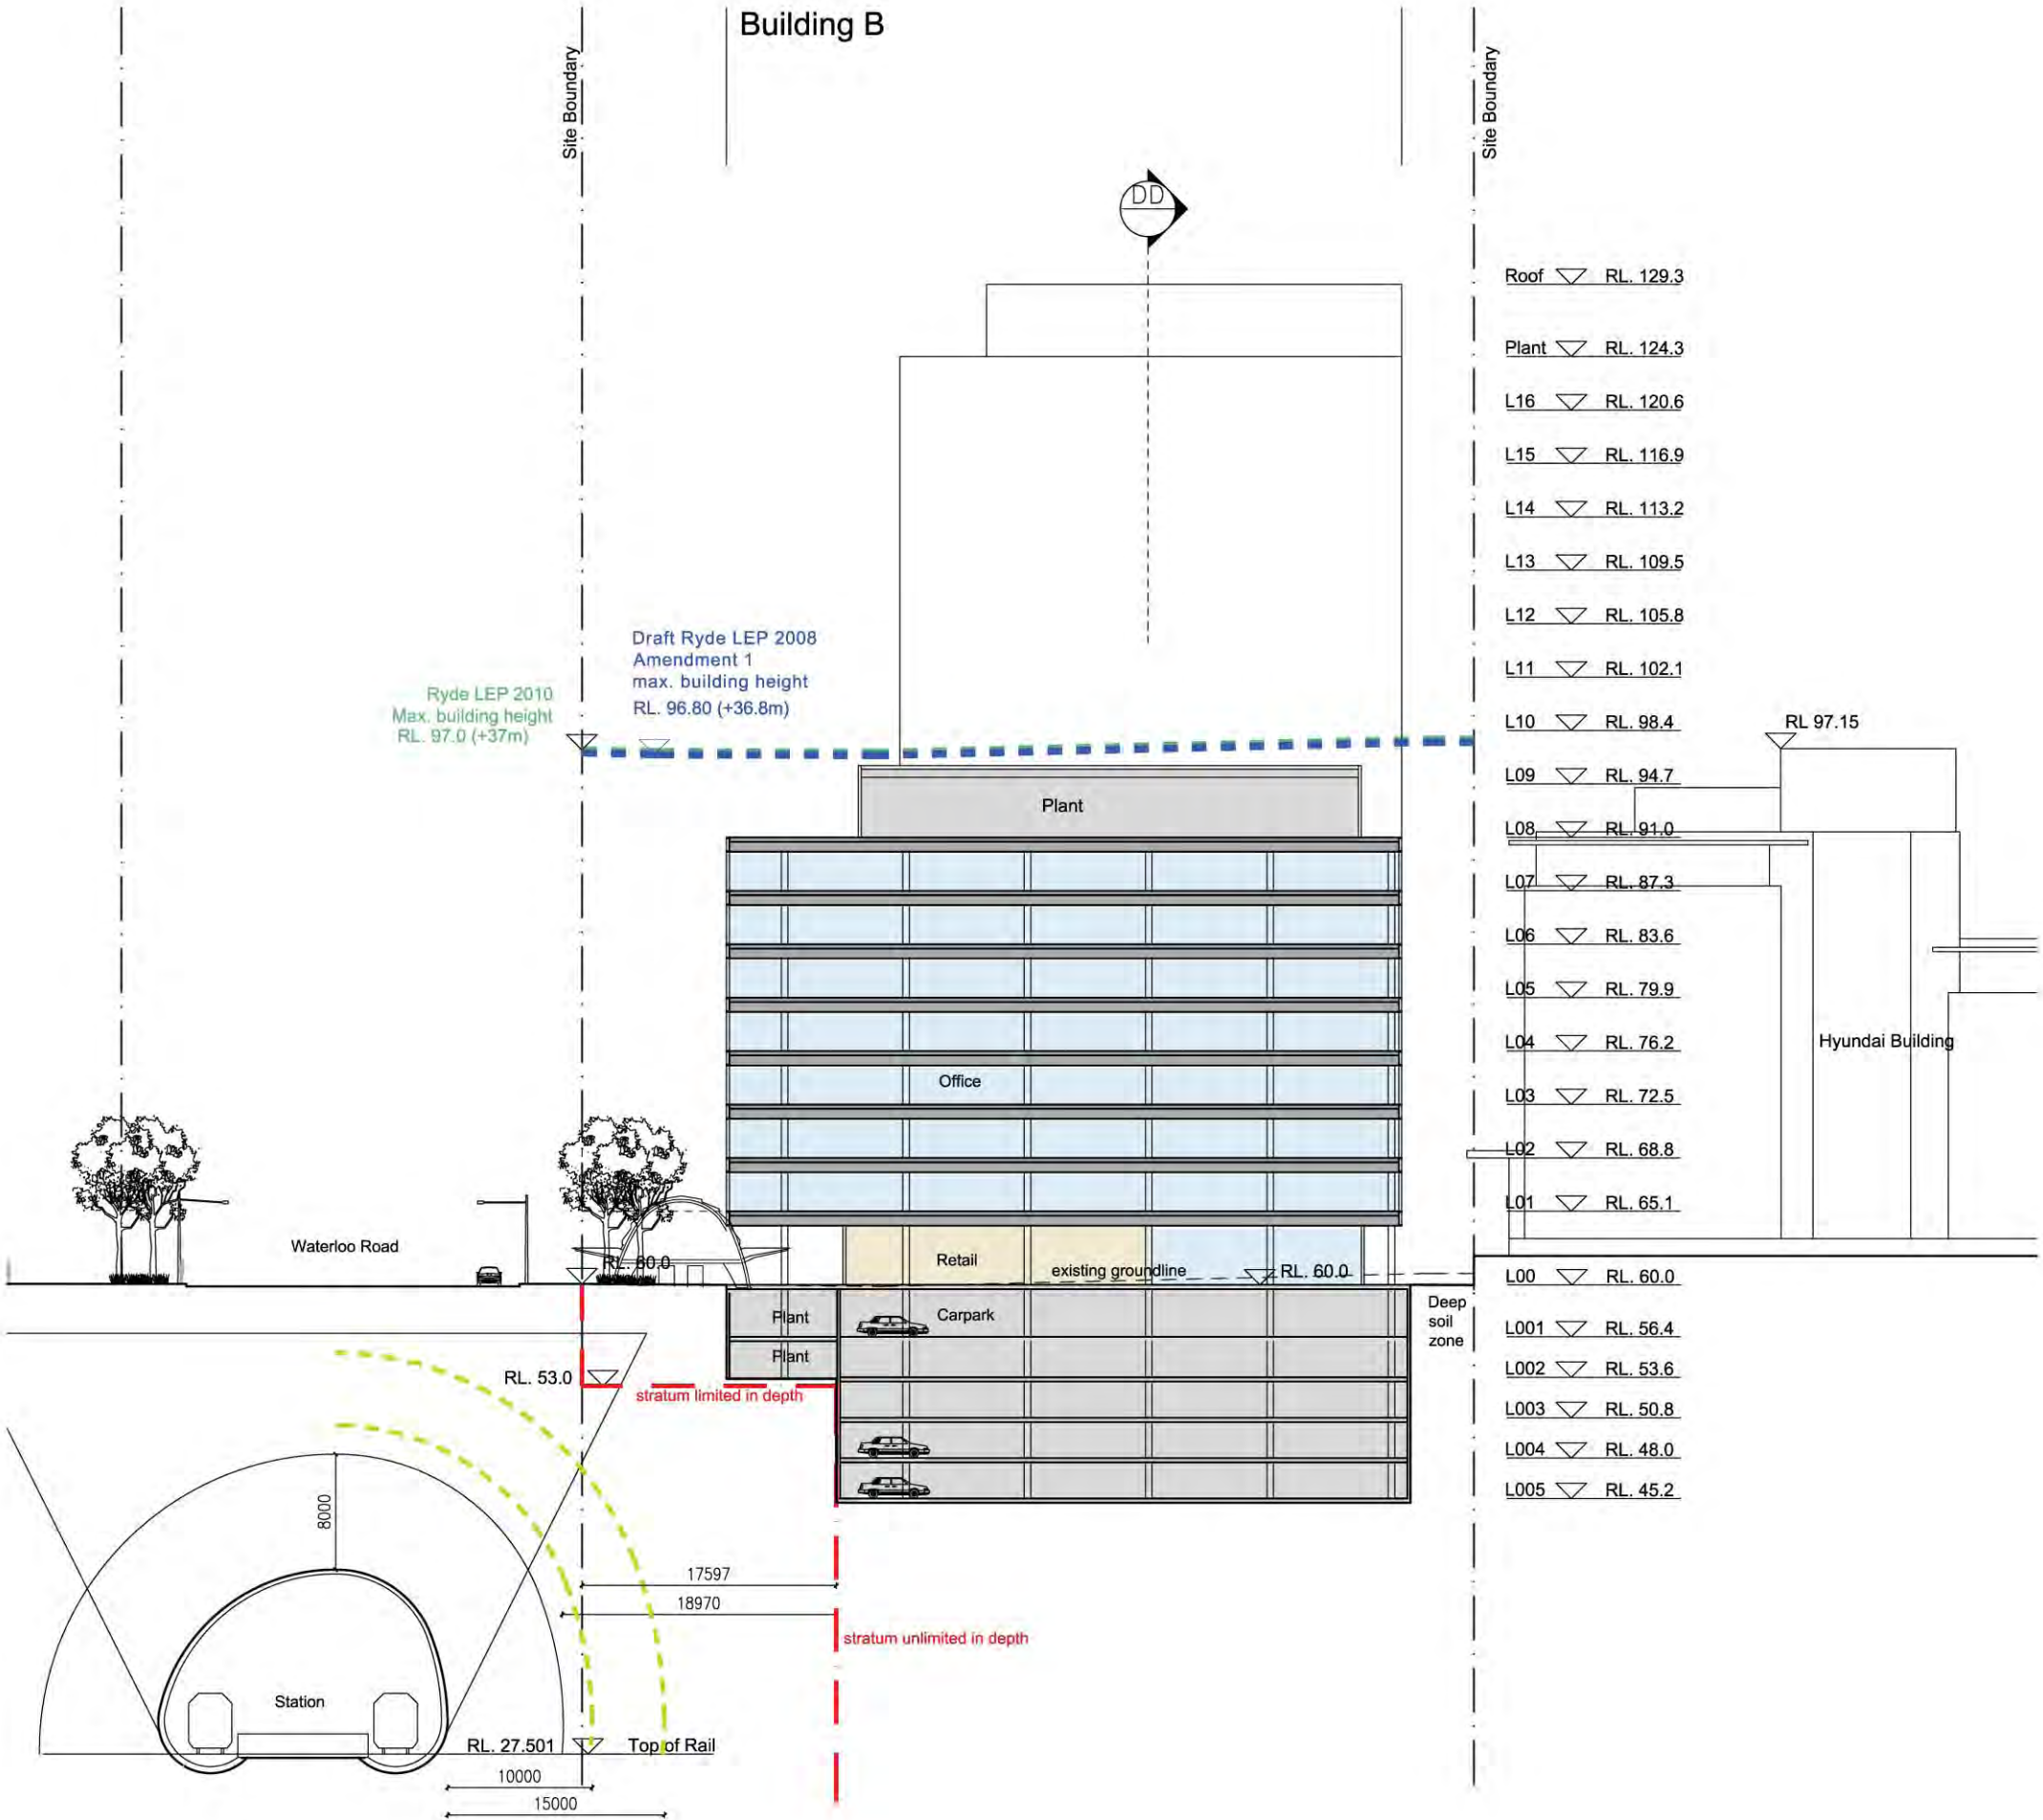 Building B
Site Boundary
Site Boundary
DD
Roof RL. 129.3
Plant RL. 124.3
L16 RL. 120.6
L15 RL. 116.9
L14 RL. 113.2
L13 RL. 109.5
L12 RL. 105.8
L11 RL. 102.1
L10 RL. 98.4
L09 RL. 94.7
L08 RL. 91.0
L07 RL. 87.3
L06 RL. 83.6
L05 RL. 79.9
L04 RL. 76.2
L03 RL. 72.5
L02 RL. 68.8
L01 RL. 65.1
L00 RL. 60.0
L001 RL. 56.4
L002 RL. 53.6
L003 RL. 50.8
L004 RL. 48.0
L005 RL. 45.2
Draft Ryde LEP 2008
Amendment 1
max. building height
RL. 96.80 (+36.8m)
Ryde LEP 2010
Max. building height
RL. 97.0 (+37m)
RL 97.15
Plant
Office
Hyundai Building
Waterloo Road
RL. 60.0
Retail
existing groundline
RL. 60.0
Plant
Carpark
Plant
Deep
soil
zone
RL. 53.0
stratum limited in depth
8000
17597
18970
stratum unlimited in depth
Station
RL. 27.501
Top of Rail
10000
15000